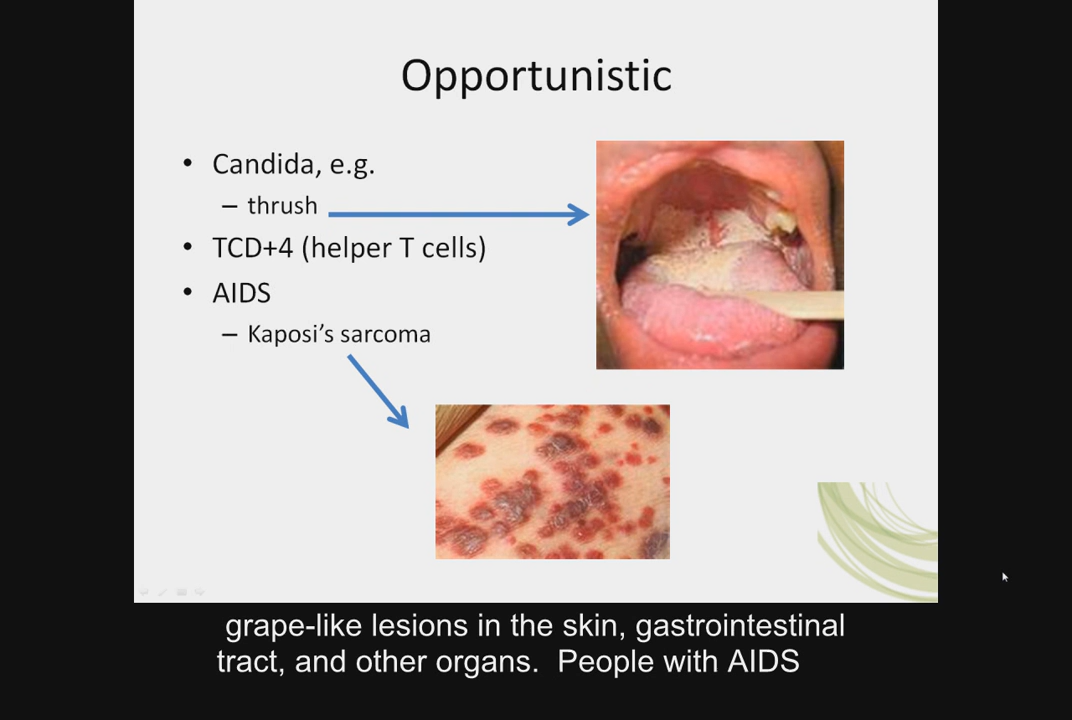 Opportunistic
• Candida, e.g.
– thrush
• TCD+4 (helper T cells)
• AIDS
– Kaposi’s sarcoma
grape-like lesions in the skin, gastrointestinal
tract, and other organs.  People with AIDS